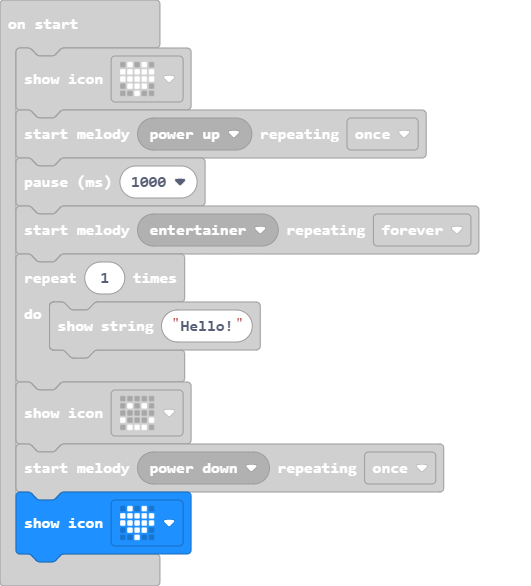 on start
show icon
start melody power up repeating once
pause (ms) 1000
start melody entertainer repeating forever
repeat 1 times
do
show string "Hello!"
show icon
start melody power down repeating once
show icon